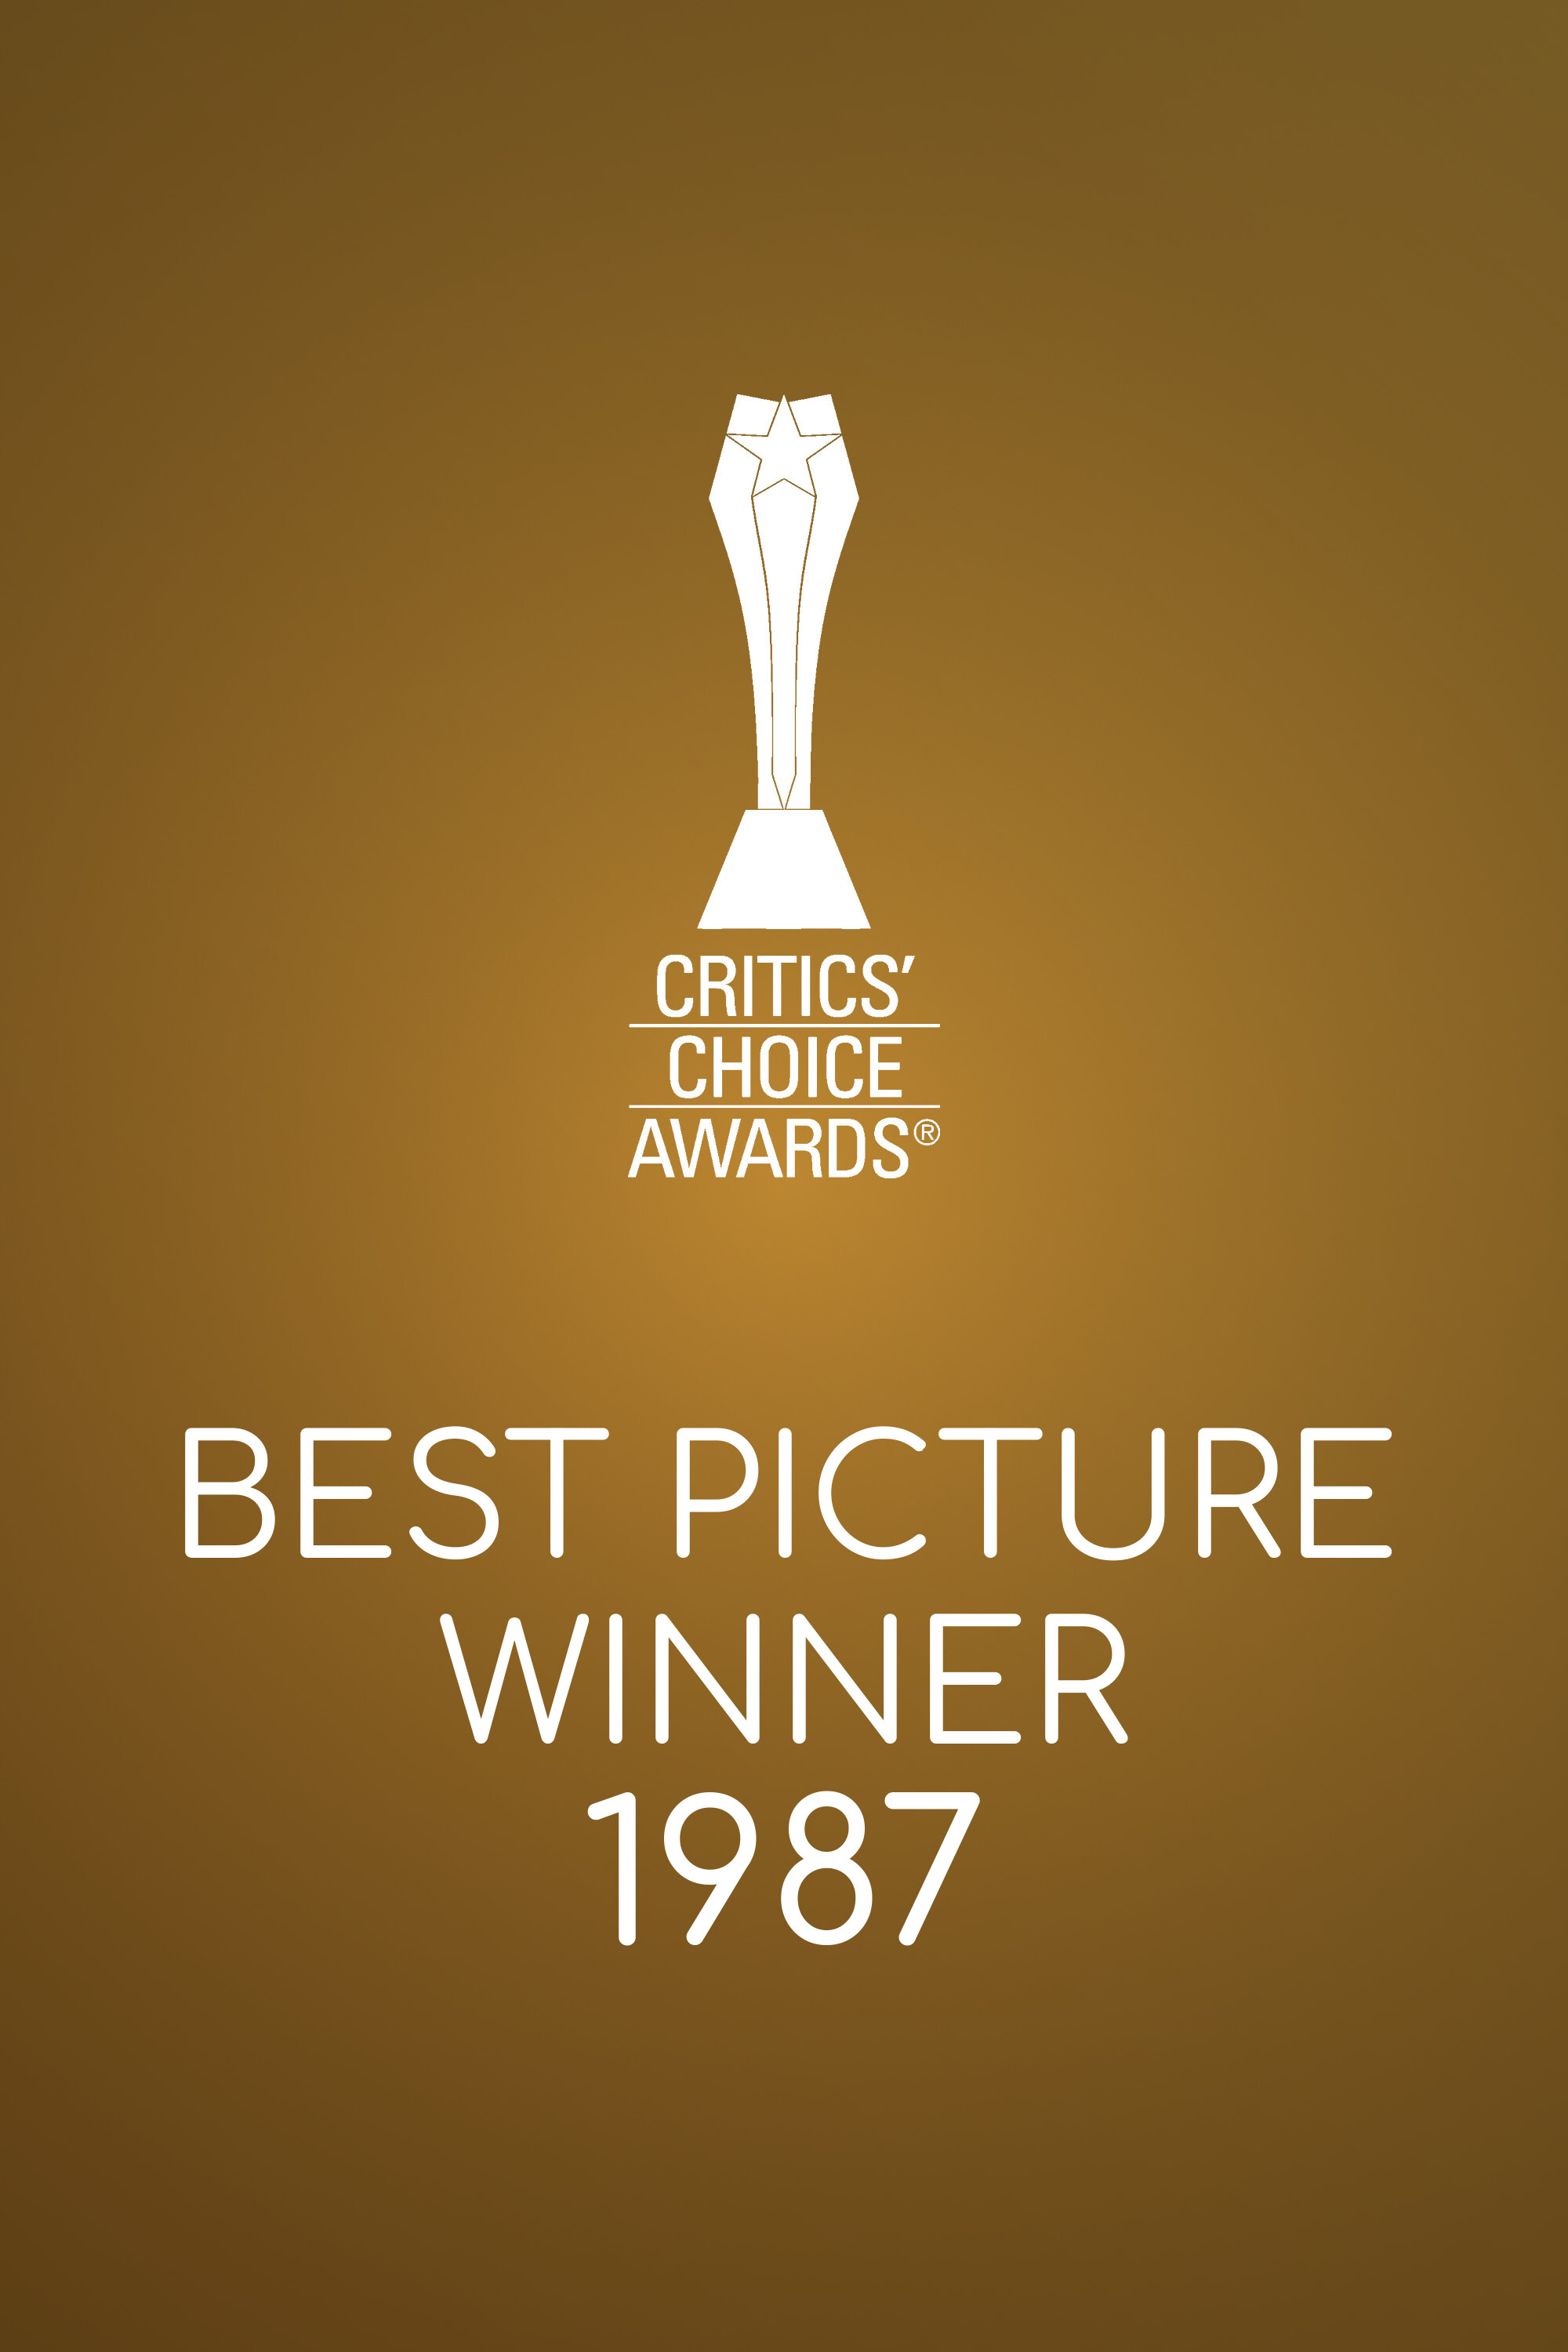 CRITICS'
CHOICE
AWARDS®
BEST PICTURE
WINNER
1987